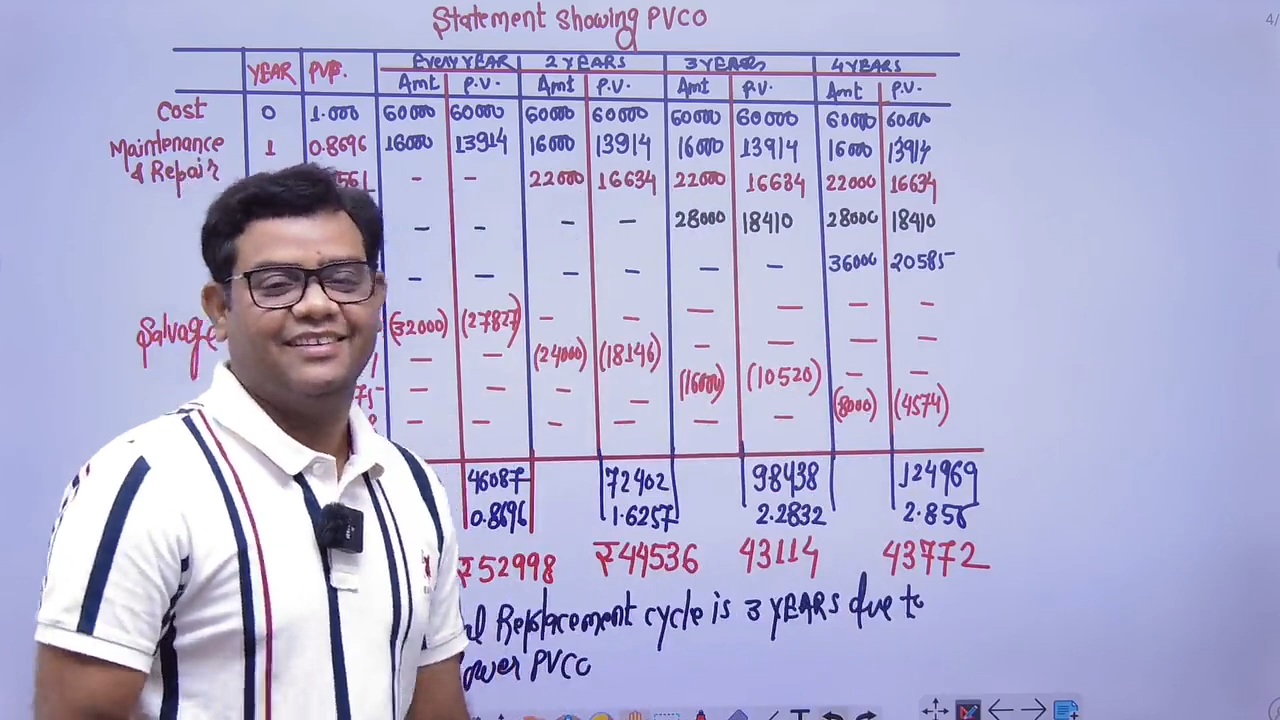 Statement showing PVCO
4/
YEAR PVF. EVERY YEAR 2 YEARS 3 YEARS 4 YEARS
Amt P.V. Amt P.V. Amt P.V. Amt P.V.
Cost 0 1.000 60000 60000 60000 60000 60000 60000 60000 60000
Maintenance 1 0.8696 16000 13914 16000 13914 16000 13914 16000 13914
& Repair 561 - - 22000 16634 22000 16634 22000 16634
- - - - 28000 18410 28000 18410
- - - - - - 36000 20585
Salvage (32000) (27827) - - - - - -
- - (24000) (18146) - - - -
- - - - (16000) (10520) - -
- - - - - - (8000) (4574)
46087 72402 98438 124969
0.8696 1.6257 2.2832 2.856
₹52998 ₹44536 43114 43772
Replacement cycle is 3 YEARS due to
PVCO